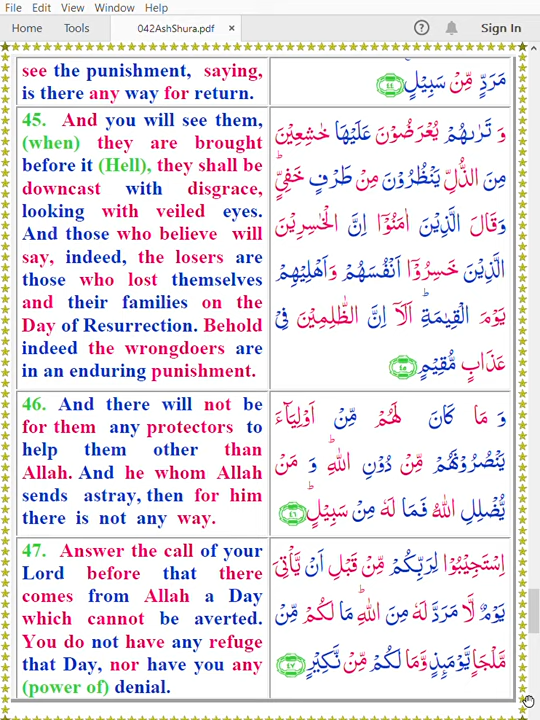 File Edit View Window Help
Home Tools 042AshShura.pdf × ? Sign In
see the punishment, saying,
is there any way for return.
مَرَدٍّ مِّنْ سَبِيْلٍ ﴿٤٤﴾
45. And you will see them,
(when) they are brought
before it (Hell), they shall be
downcast with disgrace,
looking with veiled eyes.
And those who believe will
say, indeed, the losers are
those who lost themselves
and their families on the
Day of Resurrection. Behold
indeed the wrongdoers are
in an enduring punishment.
وَ تَرٰىهُمْ يُعْرَضُوْنَ عَلَيْهَا خٰشِعِيْنَ
مِنَ الذُّلِّ يَنْظُرُوْنَ مِنْ طَرْفٍ خَفِيٍّ ؕ
وَقَالَ الَّذِيْنَ اٰمَنُوْۤا اِنَّ الْخٰسِرِيْنَ
الَّذِيْنَ خَسِرُوْۤا اَنْفُسَهُمْ وَاَهْلِيْهِمْ
يَوْمَ الْقِيٰمَةِ ؕ اَلَاۤ اِنَّ الظّٰلِمِيْنَ فِيْ
عَذَابٍ مُّقِيْمٍ ﴿٤٥﴾
46. And there will not be
for them any protectors to
help them other than
Allah. And he whom Allah
sends astray, then for him
there is not any way.
وَ مَا كَانَ لَهُمْ مِّنْ اَوْلِيَآءَ
يَنْصُرُوْنَهُمْ مِّنْ دُوْنِ اللّٰهِ ؕ وَ مَنْ
يُّضْلِلِ اللّٰهُ فَمَا لَهٗ مِنْ سَبِيْلٍ ؕ ﴿٤٦﴾
47. Answer the call of your
Lord before that there
comes from Allah a Day
which cannot be averted.
You do not have any refuge
that Day, nor have you any
(power of) denial.
اِسْتَجِيْبُوْا لِرَبِّكُمْ مِّنْ قَبْلِ اَنْ يَّاْتِيَ
يَوْمٌ لَّا مَرَدَّ لَهٗ مِنَ اللّٰهِ ؕ مَا لَكُمْ مِّنْ
مَّلْجَاٍ يَّوْمَىِٕذٍ وَّمَا لَكُمْ مِّنْ نَّكِيْرٍ ﴿٤٧﴾